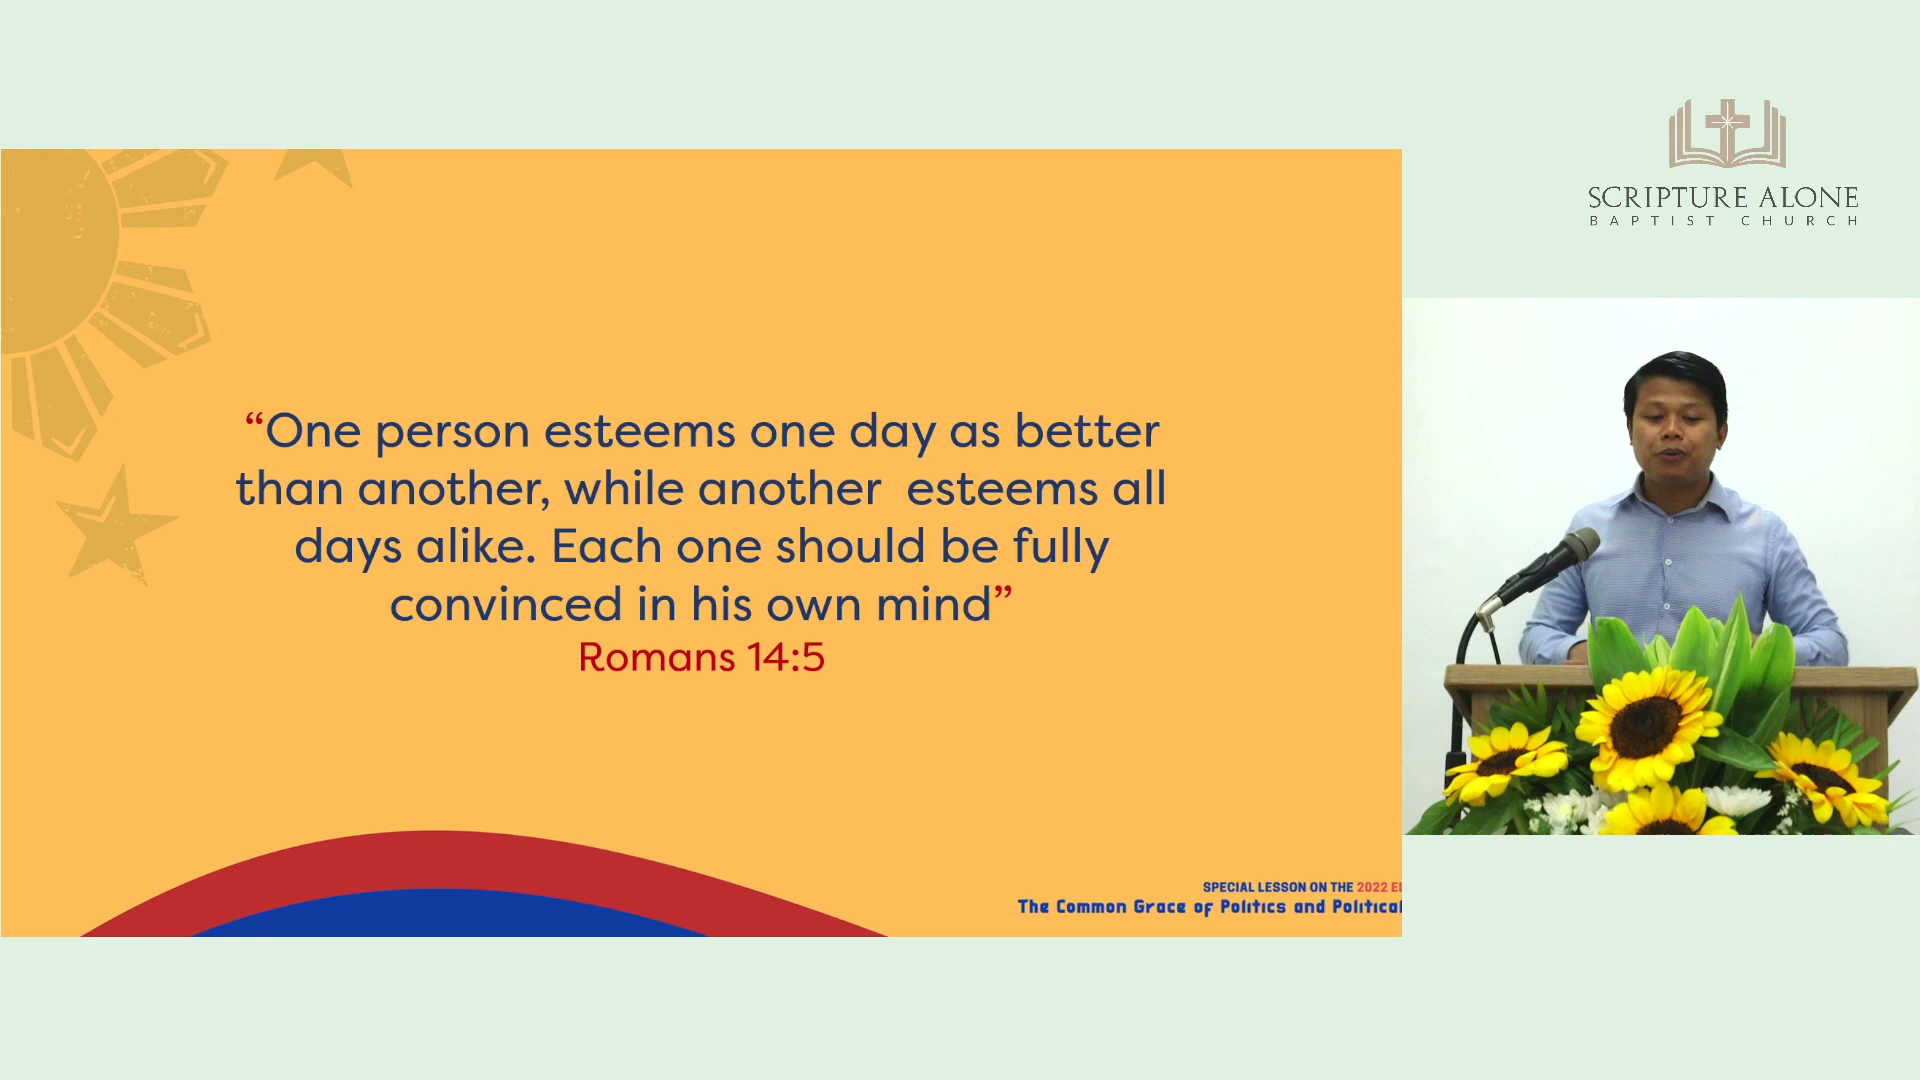 SCRIPTURE ALONE
BAPTIST CHURCH
“One person esteems one day as better
than another, while another  esteems all
days alike. Each one should be fully
convinced in his own mind”
Romans 14:5
SPECIAL LESSON ON THE 2022
The Common Grace of Politics and Political